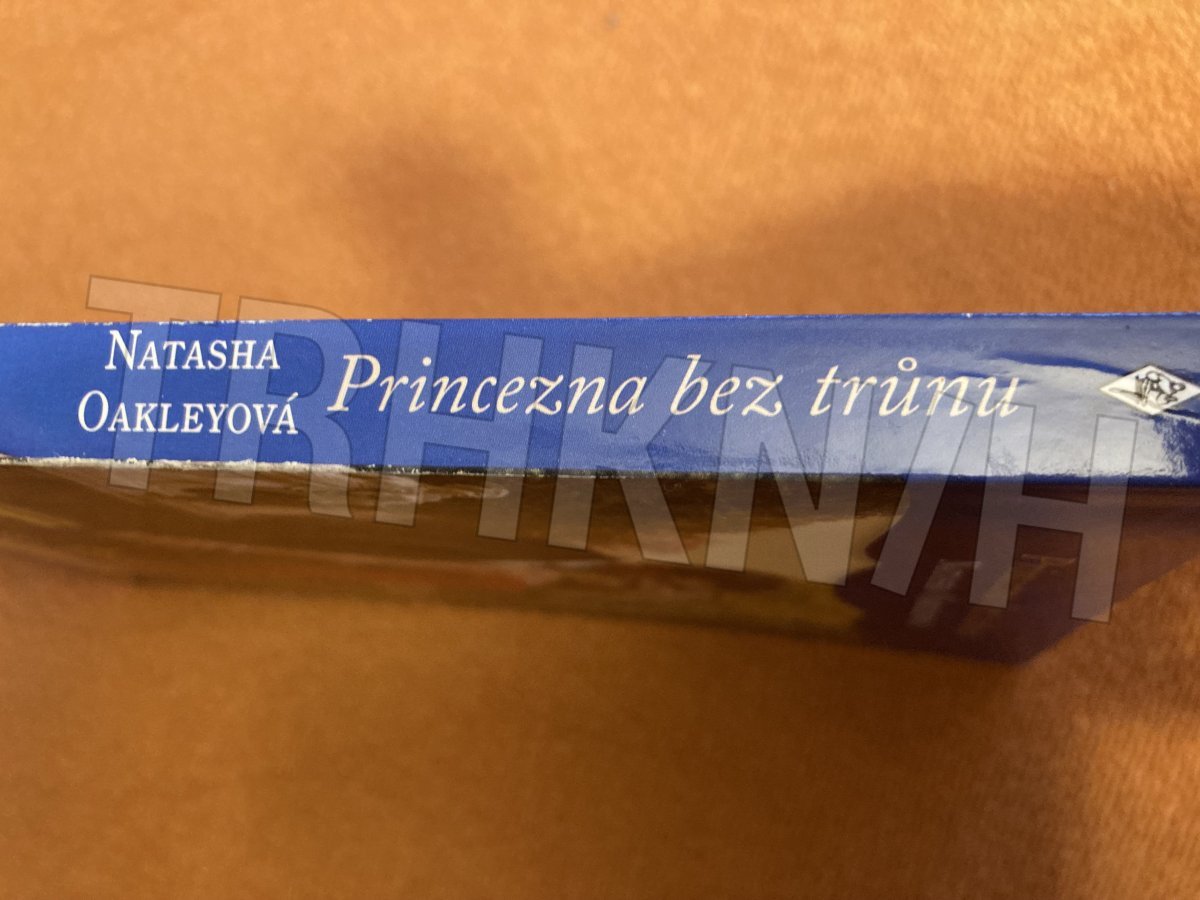 NATASHA
OAKLEYOVÁ
Princezna bez trůnu
TRHKNIH